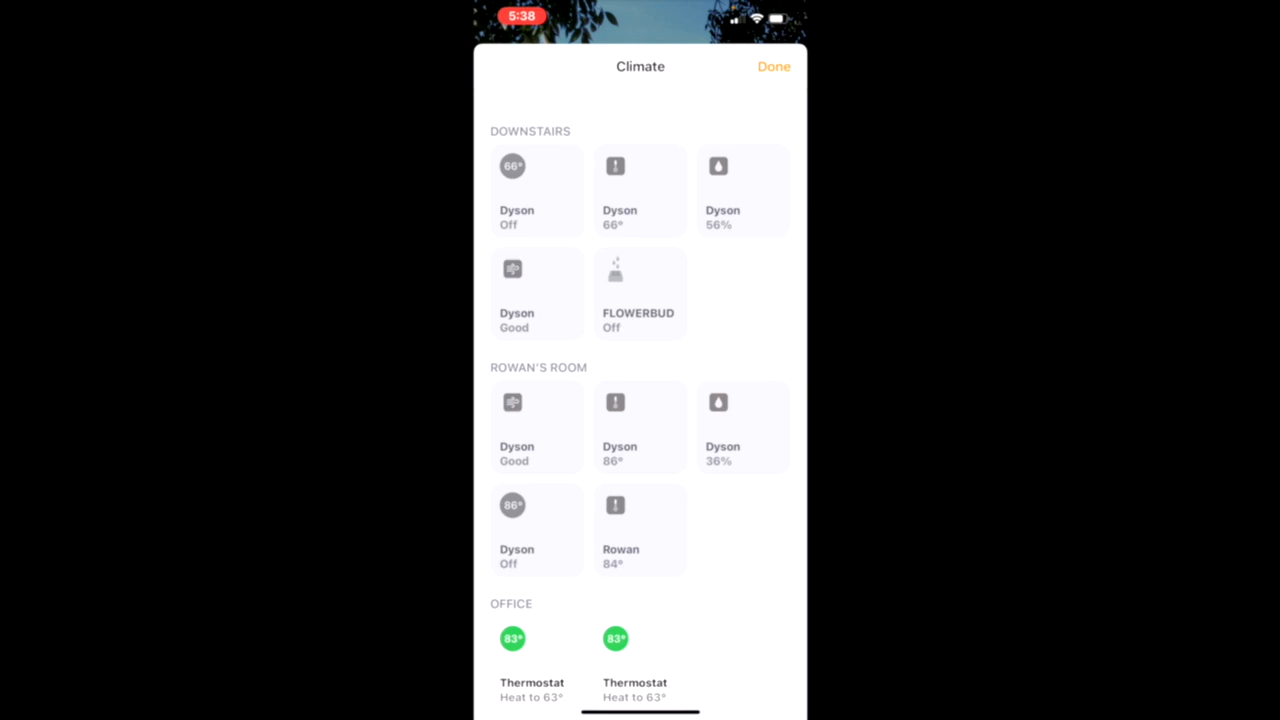 5:38
Climate
Done
DOWNSTAIRS
66°
Dyson
Off
Dyson
66°
Dyson
56%
Dyson
Good
FLOWERBUD
Off
ROWAN'S ROOM
Dyson
Good
Dyson
86°
Dyson
36%
86°
Dyson
Off
Rowan
84°
OFFICE
83°
Thermostat
Heat to 63°
83°
Thermostat
Heat to 63°